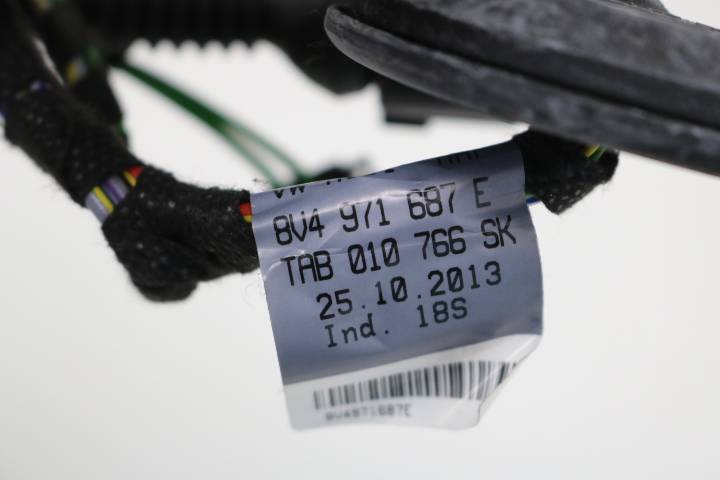 8V4 971 687 E
TAB 010 766 SK
25.10.2013
Ind. 18S
8V4971687E